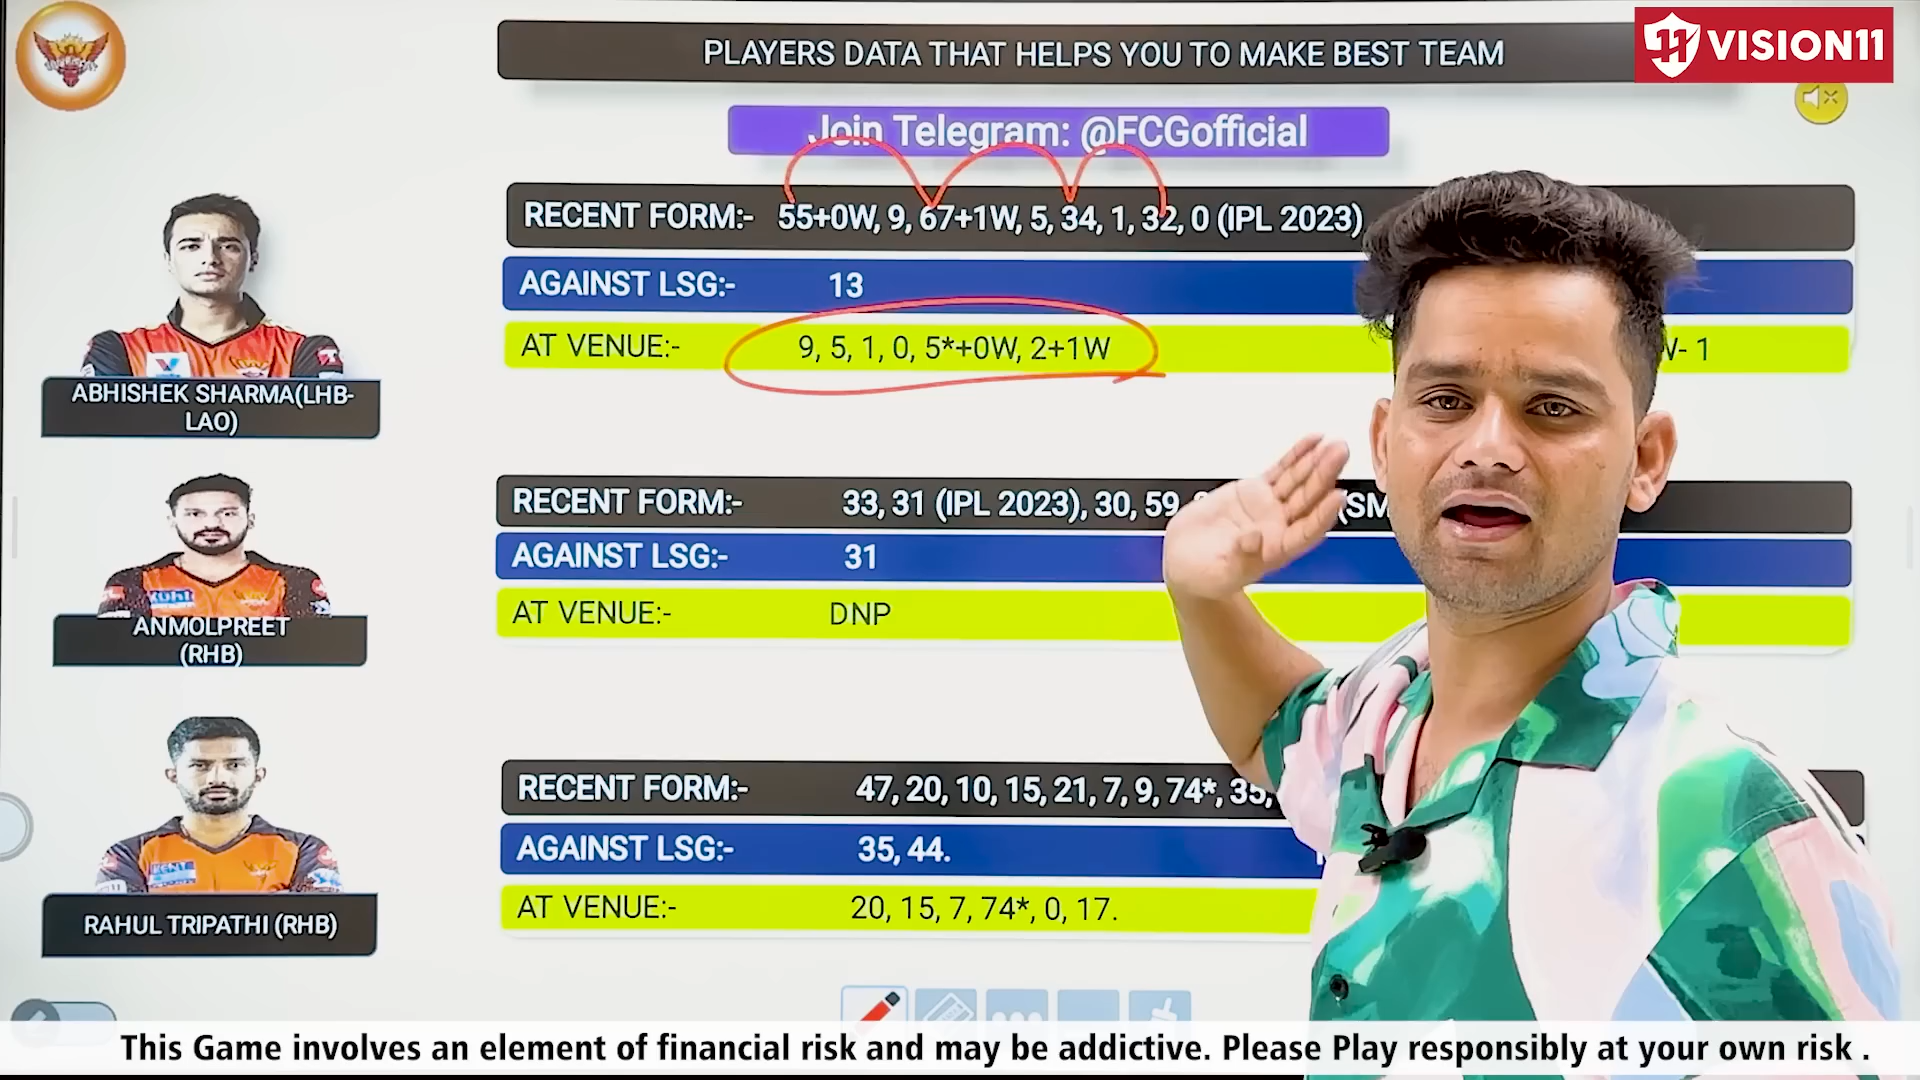 PLAYERS DATA THAT HELPS YOU TO MAKE BEST TEAM
VISION11
Join Telegram: @FCGofficial
RECENT FORM:- 55+0W, 9, 67+1W, 5, 34, 1, 32, 0 (IPL 2023)
AGAINST LSG:- 13
AT VENUE:- 9, 5, 1, 0, 5*+0W, 2+1W W- 1
ABHISHEK SHARMA(LHB-
LAO)
RECENT FORM:- 33, 31 (IPL 2023), 30, 59, (SM
AGAINST LSG:- 31
AT VENUE:- DNP
ANMOLPREET
(RHB)
RECENT FORM:- 47, 20, 10, 15, 21, 7, 9, 74*, 35,
AGAINST LSG:- 35, 44.
AT VENUE:- 20, 15, 7, 74*, 0, 17.
RAHUL TRIPATHI (RHB)
This Game involves an element of financial risk and may be addictive. Please Play responsibly at your own risk .